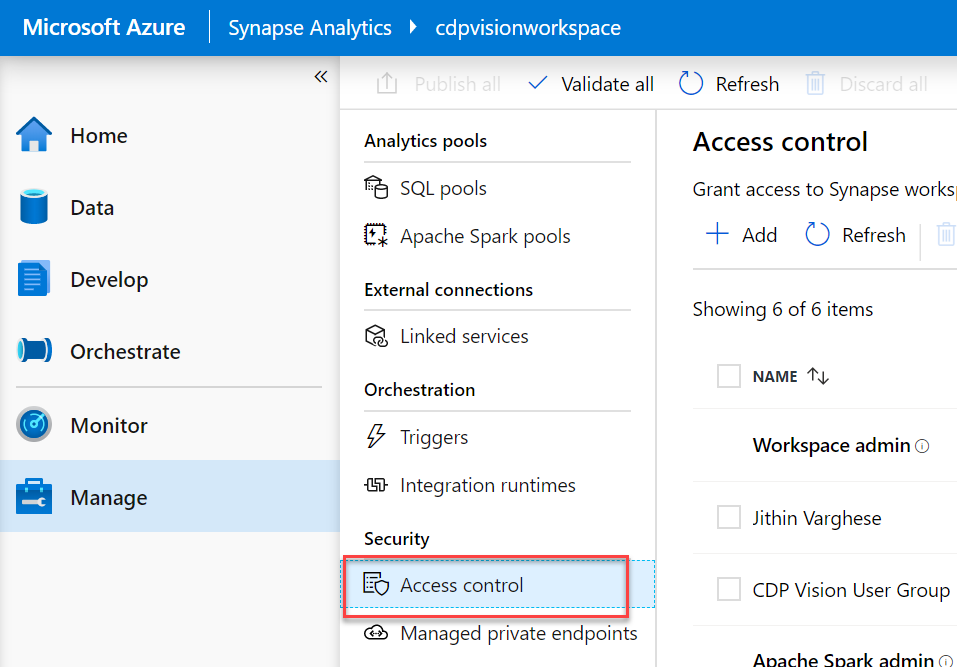 Microsoft Azure
Synapse Analytics
cdpvisionworkspace
Publish all
Validate all
Refresh
Discard all
Home
Data
Develop
Orchestrate
Monitor
Manage
Analytics pools
SQL pools
Apache Spark pools
External connections
Linked services
Orchestration
Triggers
Integration runtimes
Security
Access control
Managed private endpoints
Access control
Grant access to Synapse worksp
Add
Refresh
Showing 6 of 6 items
NAME
Workspace admin
Jithin Varghese
CDP Vision User Group
Apache Spark admin